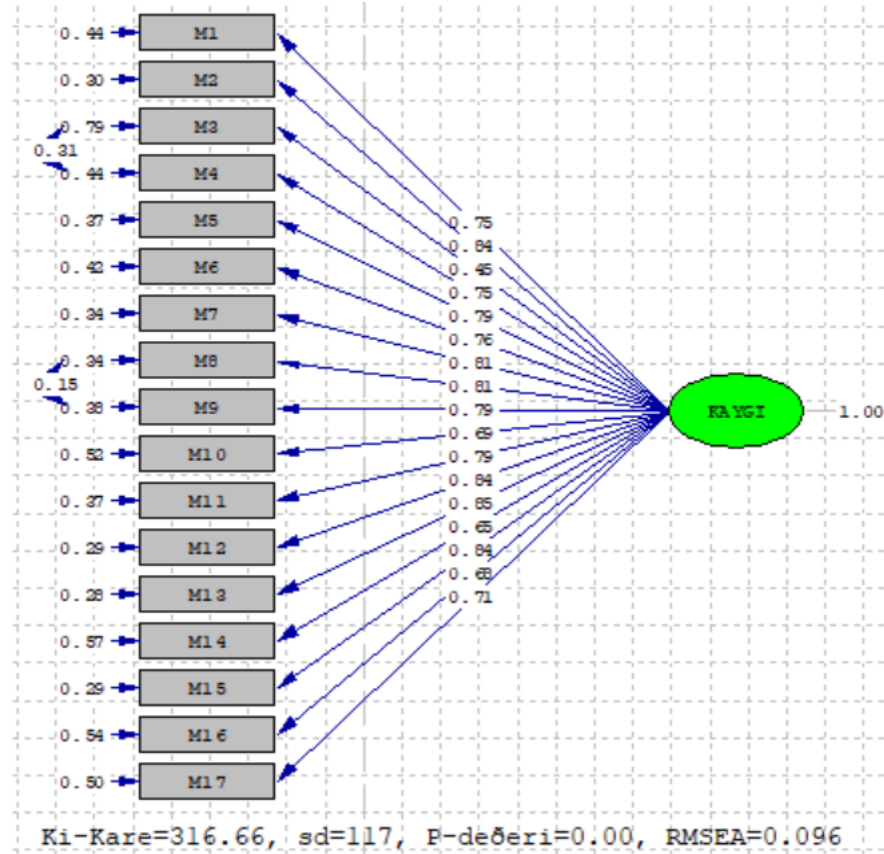 0.44 M1
0.30 M2
0.79 M3
0.31
0.44 M4
0.37 M5
0.42 M6
0.34 M7
0.34 M8
0.15
0.38 M9
0.52 M10
0.37 M11
0.29 M12
0.28 M13
0.57 M14
0.29 M15
0.54 M16
0.50 M17
0.75
0.84
0.45
0.75
0.79
0.76
0.81
0.81
0.79
0.69
0.79
0.84
0.85
0.65
0.84
0.68
0.71
KAYGI 1.00
Ki-Kare=316.66, sd=117, P-deðeri=0.00, RMSEA=0.096